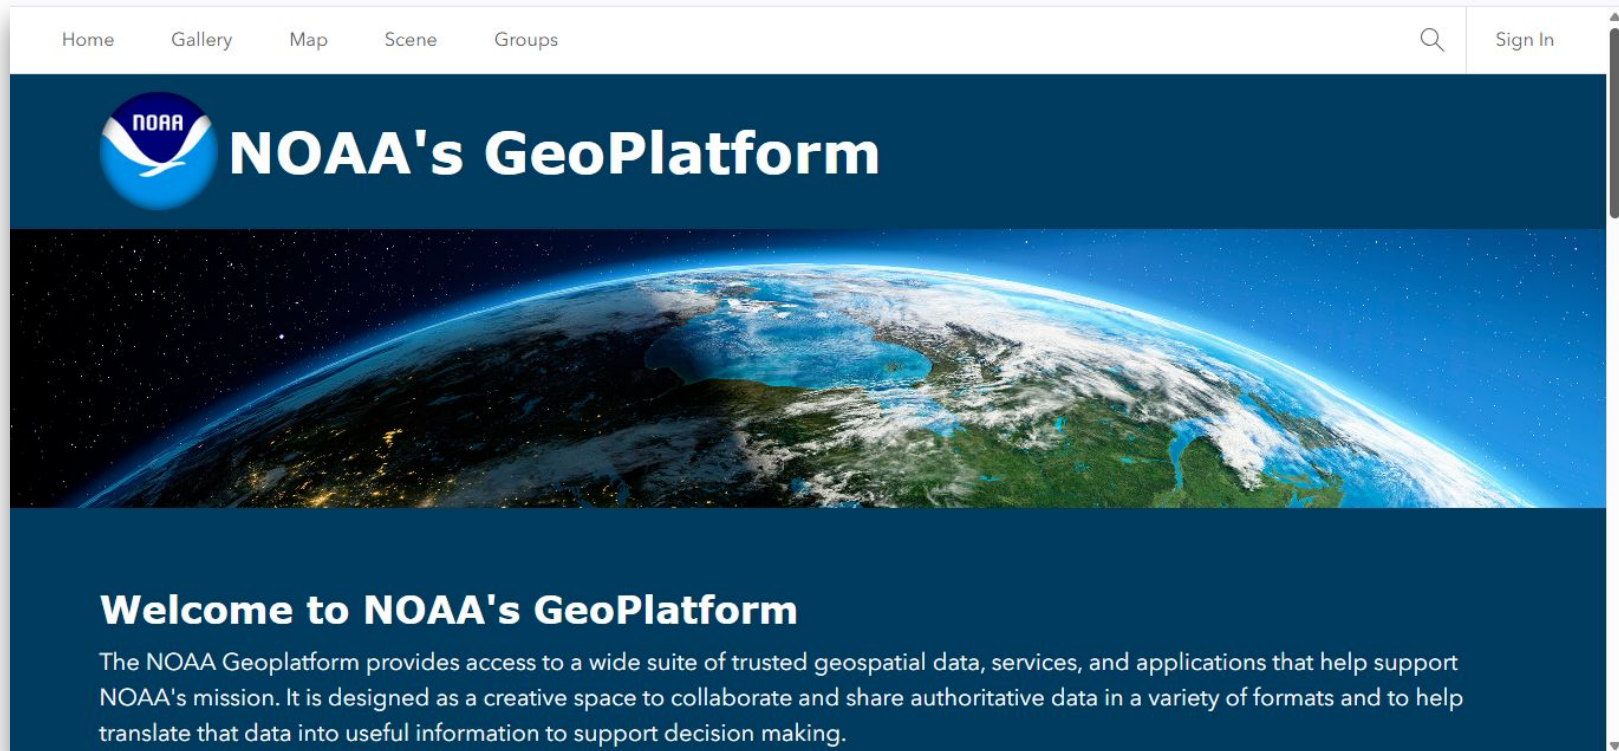 Home Gallery Map Scene Groups Sign In
NOAA
NOAA's GeoPlatform
Welcome to NOAA's GeoPlatform
The NOAA Geoplatform provides access to a wide suite of trusted geospatial data, services, and applications that help support
NOAA's mission. It is designed as a creative space to collaborate and share authoritative data in a variety of formats and to help
translate that data into useful information to support decision making.